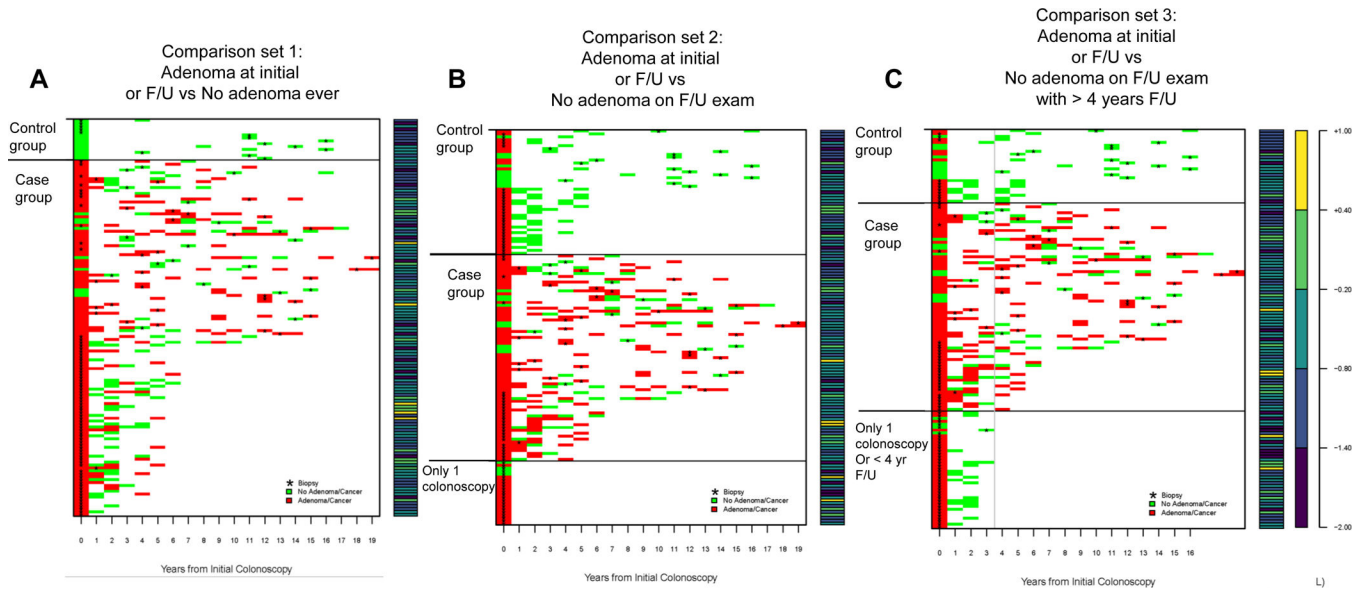 A
Comparison set 1:
Adenoma at initial
or F/U vs No adenoma ever
Control
group
Case
group
* Biopsy
No Adenoma/Cancer
Adenoma/Cancer
0 1 2 3 4 5 6 7 8 9 10 11 12 13 14 15 16 17 18 19
Years from Initial Colonoscopy
B
Comparison set 2:
Adenoma at initial
or F/U vs
No adenoma on F/U exam
Control
group
Case
group
Only 1
colonoscopy
* Biopsy
No Adenoma/Cancer
Adenoma/Cancer
0 1 2 3 4 5 6 7 8 9 10 11 12 13 14 15 16 17 18 19
Years from Initial Colonoscopy
C
Comparison set 3:
Adenoma at initial
or F/U vs
No adenoma on F/U exam
with > 4 years F/U
Control
group
Case
group
Only 1
colonoscopy
Or < 4 yr
F/U
* Biopsy
No Adenoma/Cancer
Adenoma/Cancer
0 1 2 3 4 5 6 7 8 9 10 11 12 13 14 15 16
Years from Initial Colonoscopy
+1.00
+0.40
-0.20
-0.80
-1.40
-2.00
L)